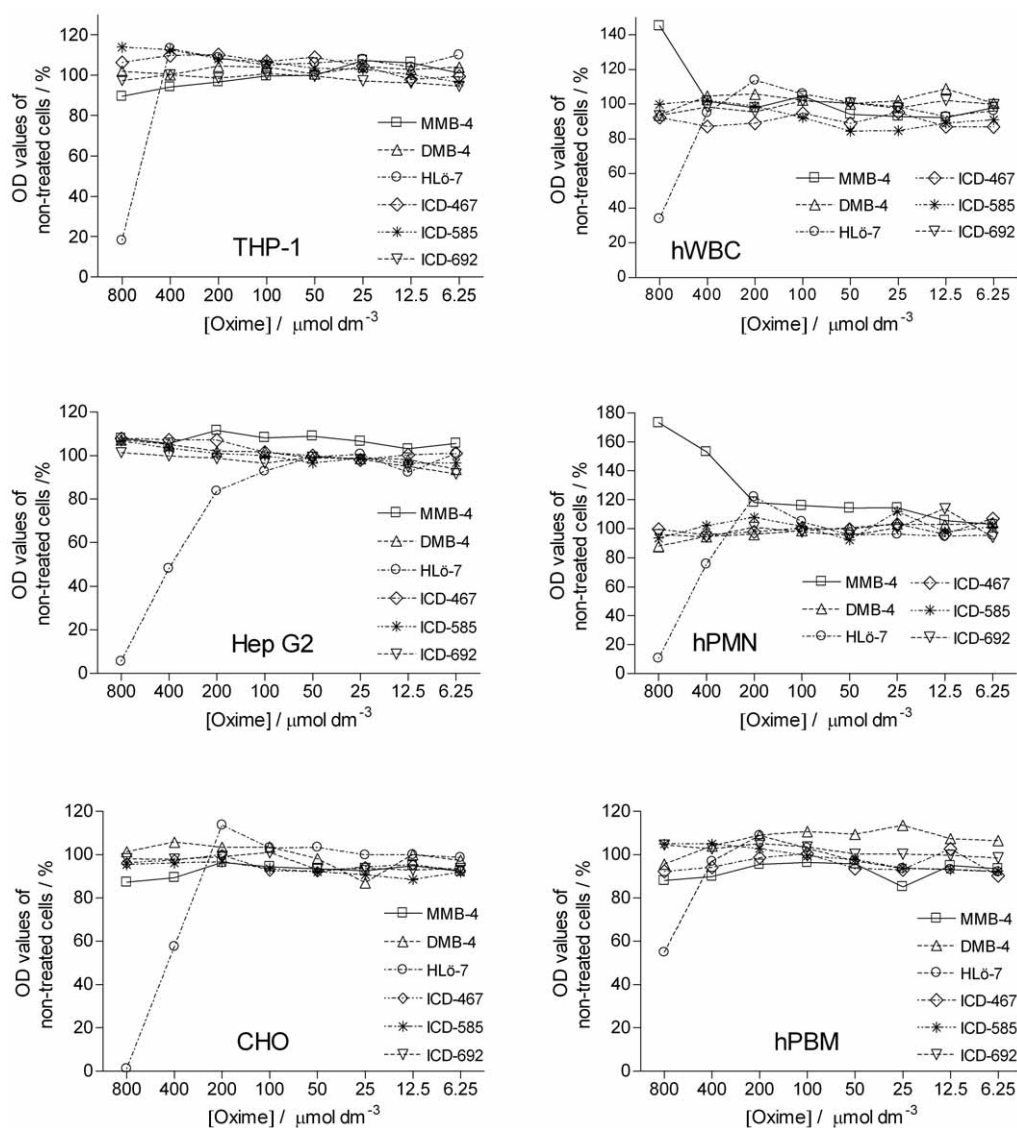 OD values of
non-treated cells / %
120
100
80
60
40
20
0
MMB-4
DMB-4
HLö-7
ICD-467
ICD-585
ICD-692
THP-1
800 400 200 100 50 25 12.5 6.25
[Oxime] / μmol dm⁻³
OD values of
non-treated cells / %
140
120
100
80
60
40
20
0
MMB-4 ICD-467
DMB-4 ICD-585
HLö-7 ICD-692
hWBC
800 400 200 100 50 25 12.5 6.25
[Oxime] / μmol dm⁻³
OD values of
non-treated cells /%
120
100
80
60
40
20
0
MMB-4
DMB-4
HLö-7
ICD-467
ICD-585
ICD-692
Hep G2
800 400 200 100 50 25 12.5 6.25
[Oxime] / μmol dm⁻³
OD values of
non-treated cells / %
180
160
140
120
100
80
60
40
20
0
MMB-4 ICD-467
DMB-4 ICD-585
HLö-7 ICD-692
hPMN
800 400 200 100 50 25 12.5 6.25
[Oxime] / μmol dm⁻³
OD values of
non-treated cells / %
120
100
80
60
40
20
0
MMB-4
DMB-4
HLö-7
ICD-467
ICD-585
ICD-692
CHO
800 400 200 100 50 25 12.5 6.25
[Oxime] / μmol dm⁻³
OD values of
non-treated cells / %
120
100
80
60
40
20
0
MMB-4
DMB-4
HLö-7
ICD-467
ICD-585
ICD-692
hPBM
800 400 200 100 50 25 12.5 6.25
[Oxime] / μmol dm⁻³